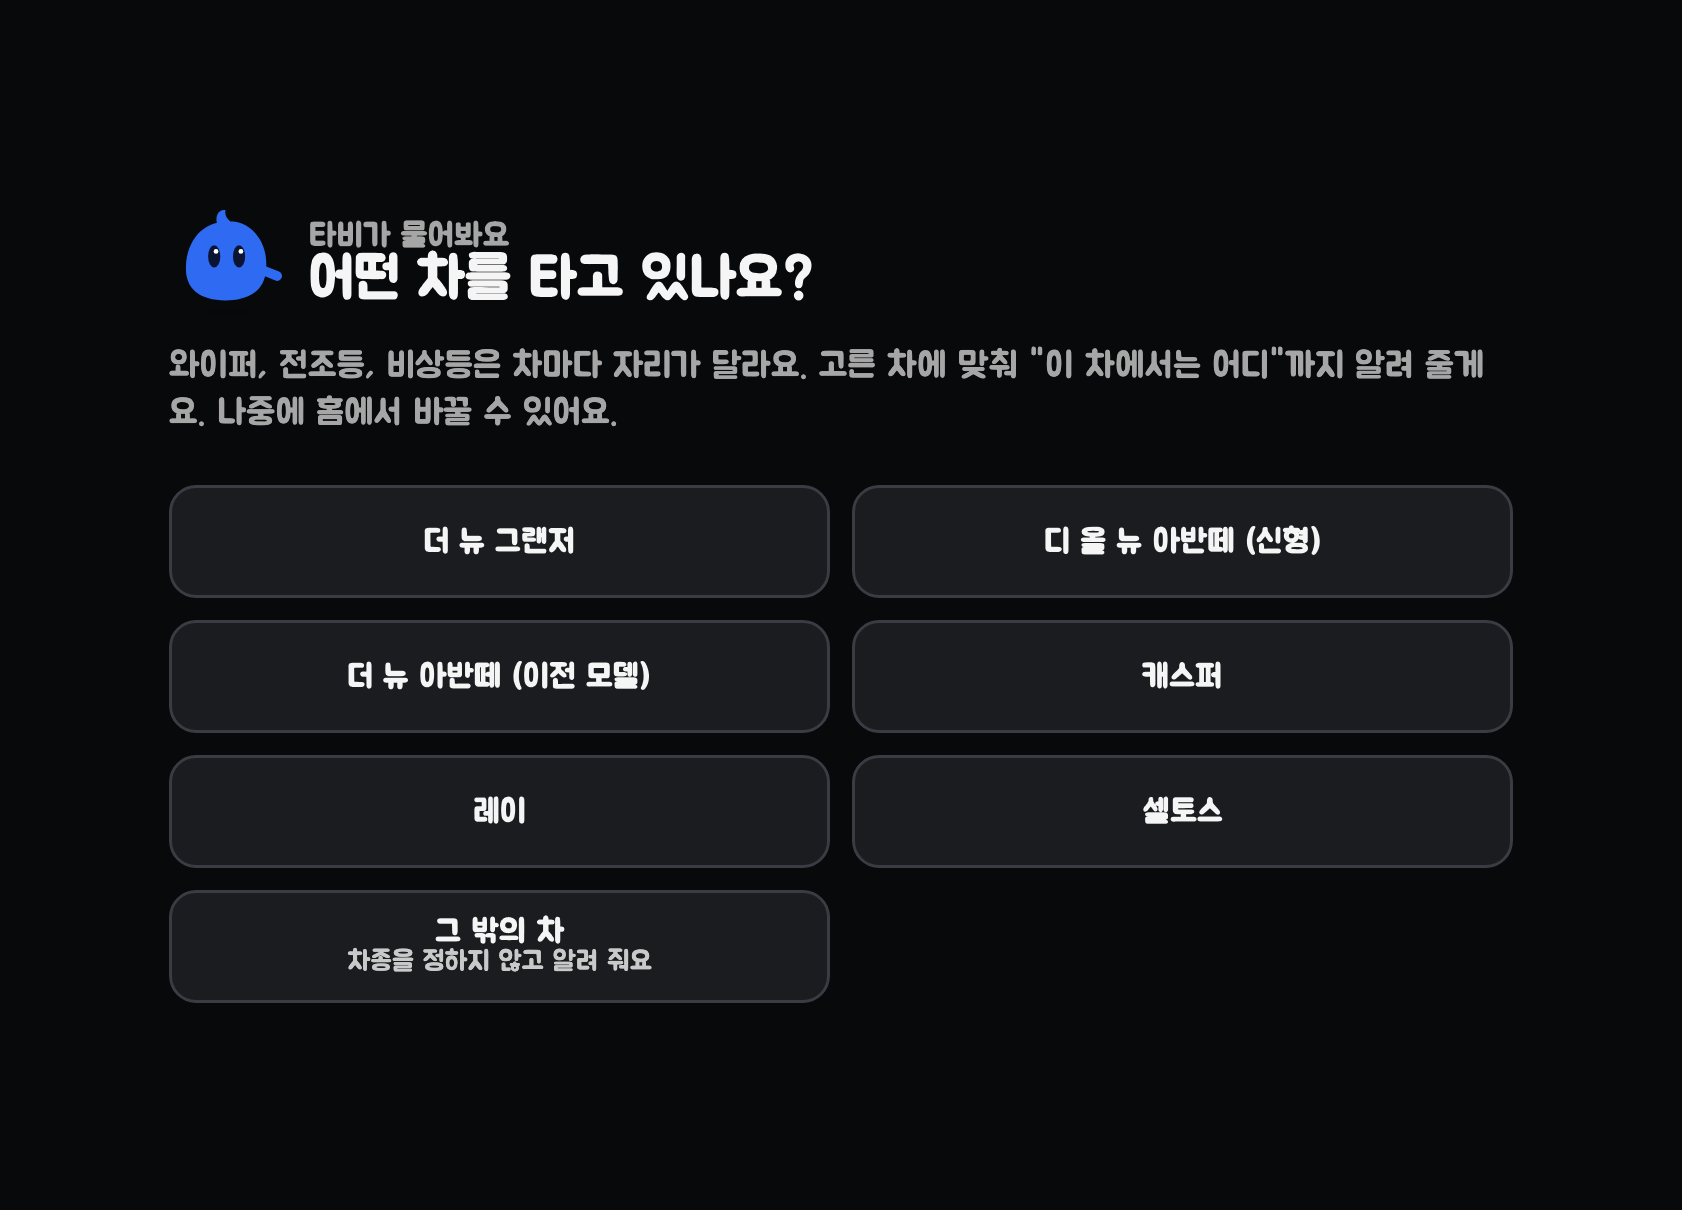 타비가 물어봐요
어떤 차를 타고 있나요?
와이퍼, 전조등, 비상등은 차마다 자리가 달라요. 고른 차에 맞춰 "이 차에서는 어디"까지 알려 줄게
요. 나중에 홈에서 바꿀 수 있어요.
더 뉴 그랜저
디 올 뉴 아반떼 (신형)
더 뉴 아반떼 (이전 모델)
캐스퍼
레이
셀토스
그 밖의 차
차종을 정하지 않고 알려 줘요